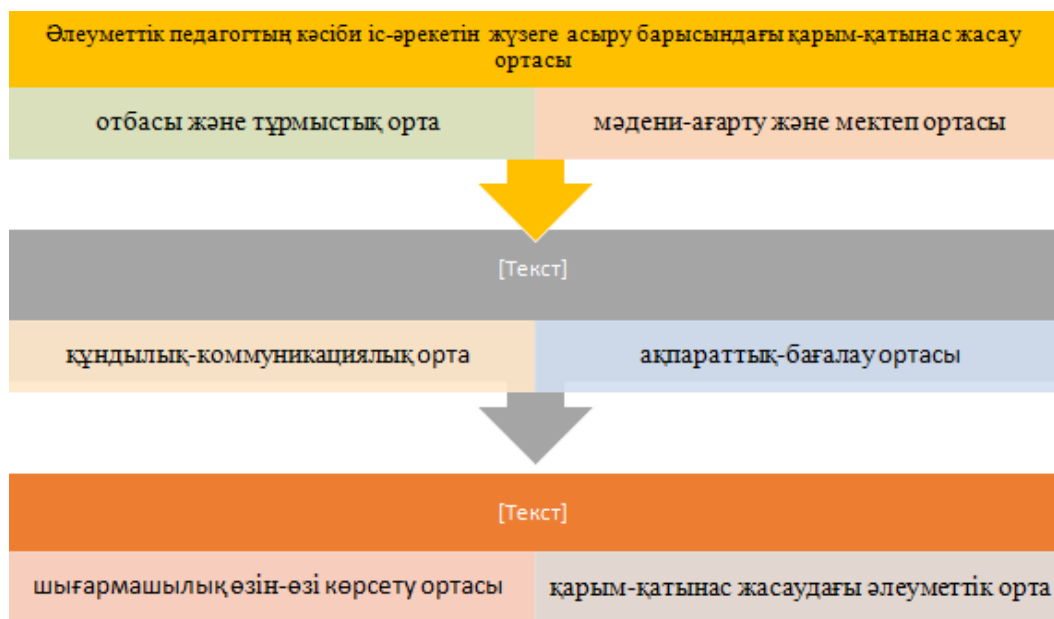 Әлеуметтік педагогтың кәсіби іс-әрекетін жүзеге асыру барысындағы қарым-қатынас жасау
ортасы
отбасы және тұрмыстық орта
мәдени-ағарту және мектеп ортасы
[Текст]
құндылық-коммуникациялық орта
ақпараттық-бағалау ортасы
[Текст]
шығармашылық өзін-өзі көрсету ортасы
қарым-қатынас жасаудағы әлеуметтік орта